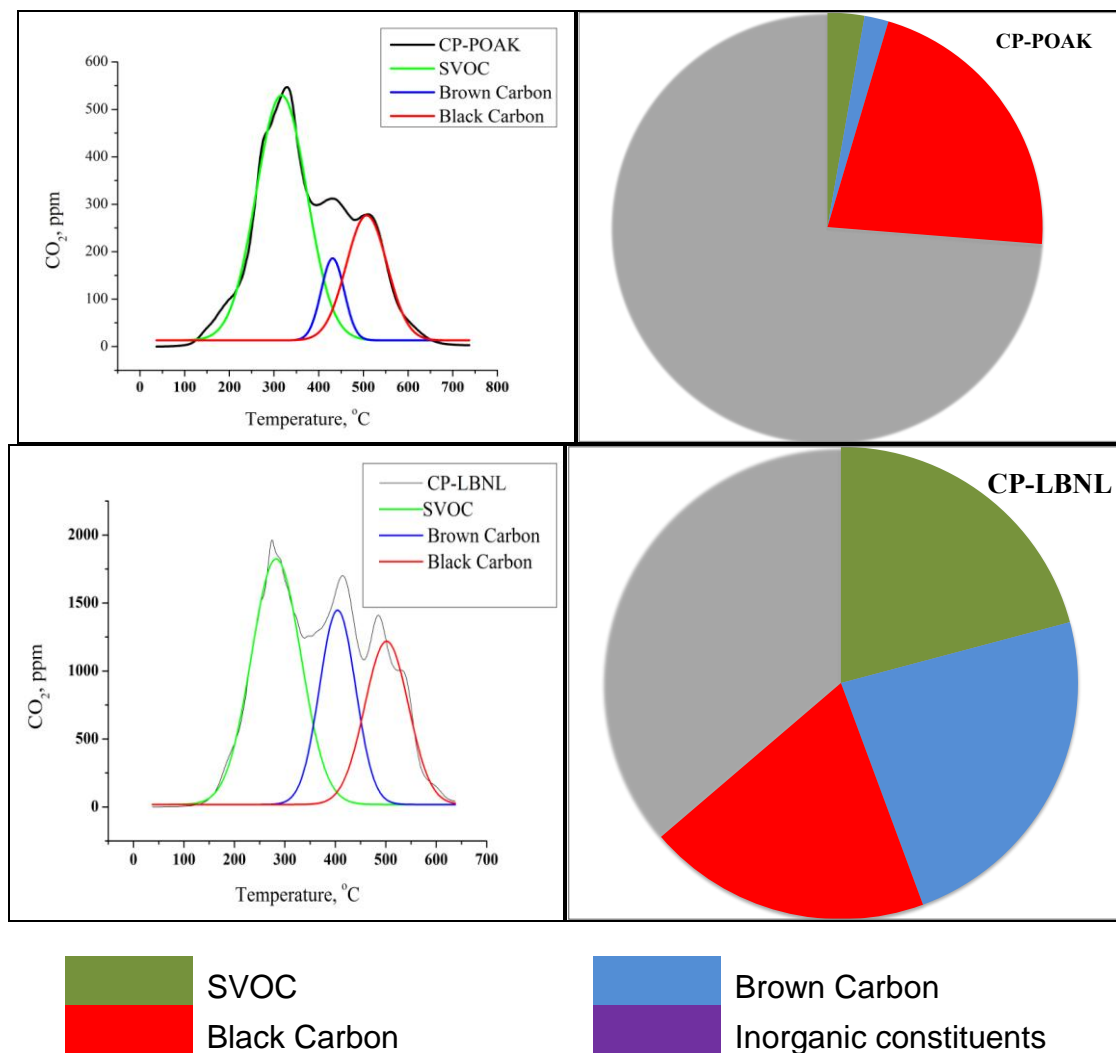 CP-POAK
SVOC
Brown Carbon
Black Carbon
600
500
400
300
200
100
0
CO2, ppm
0 100 200 300 400 500 600 700 800
Temperature, °C
CP-POAK
CP-LBNL
SVOC
Brown Carbon
Black Carbon
2000
1500
1000
500
0
CO2, ppm
0 100 200 300 400 500 600 700
Temperature, °C
CP-LBNL
SVOC
Brown Carbon
Black Carbon
Inorganic constituents